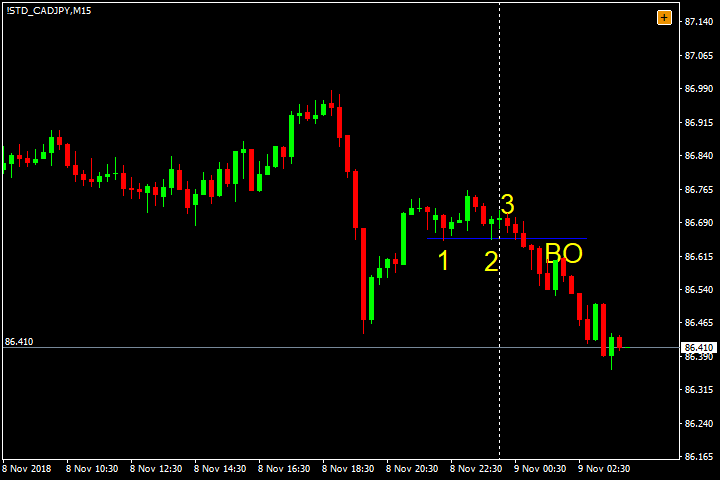 !STD_CADJPY,M15
+
87.140
87.065
86.990
86.915
86.840
86.765
86.690
86.615
86.540
86.465
86.410
86.410
86.390
86.315
86.240
86.165
3
1
2
BO
8 Nov 2018
8 Nov 10:30
8 Nov 12:30
8 Nov 14:30
8 Nov 16:30
8 Nov 18:30
8 Nov 20:30
8 Nov 22:30
9 Nov 00:30
9 Nov 02:30